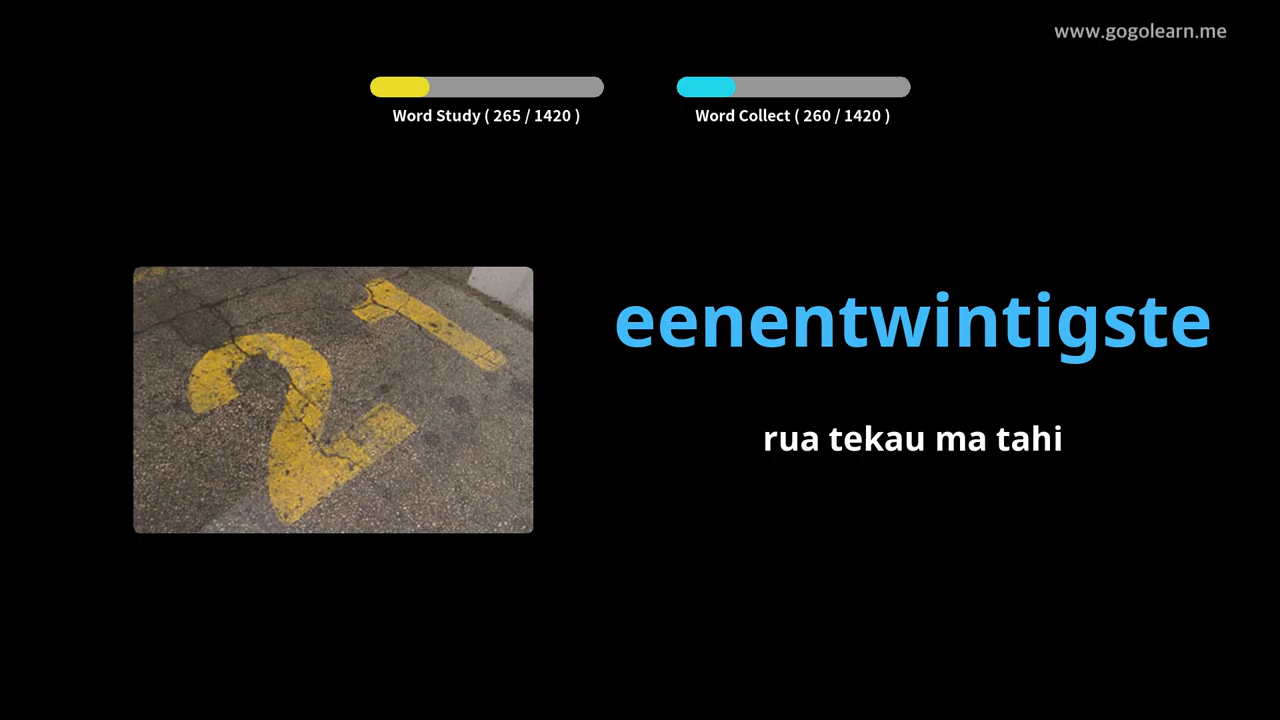 www.gogolearn.me
Word Study ( 265 / 1420 )
Word Collect ( 260 / 1420 )
21
eenentwintigste
rua tekau ma tahi